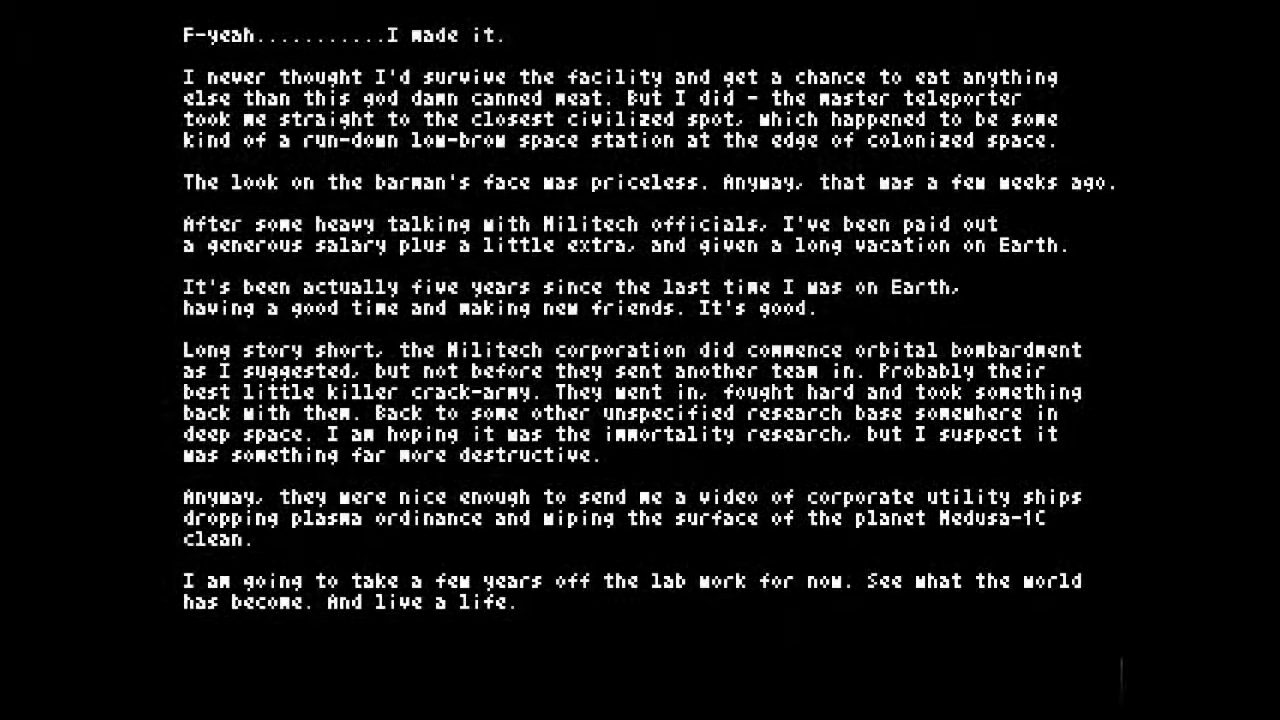 F-yeah...........I made it.
I never thought I'd survive the facility and get a chance to eat anything
else than this god damn canned meat. But I did - the master teleporter
took me straight to the closest civilized spot, which happened to be some
kind of a run-down low-brow space station at the edge of colonized space.
The look on the barman's face was priceless. Anyway, that was a few weeks ago.
After some heavy talking with Militech officials, I've been paid out
a generous salary plus a little extra, and given a long vacation on Earth.
It's been actually five years since the last time I was on Earth,
having a good time and making new friends. It's good.
Long story short, the Militech corporation did commence orbital bombardment
as I suggested, but not before they sent another team in. Probably their
best little killer crack-army. They went in, fought hard and took something
back with them. Back to some other unspecified research base somewhere in
deep space. I am hoping it was the immortality research, but I suspect it
was something far more destructive.
Anyway, they were nice enough to send me a video of corporate utility ships
dropping plasma ordinance and wiping the surface of the planet Medusa-1C
clean.
I am going to take a few years off the lab work for now. See what the world
has become. And live a life.